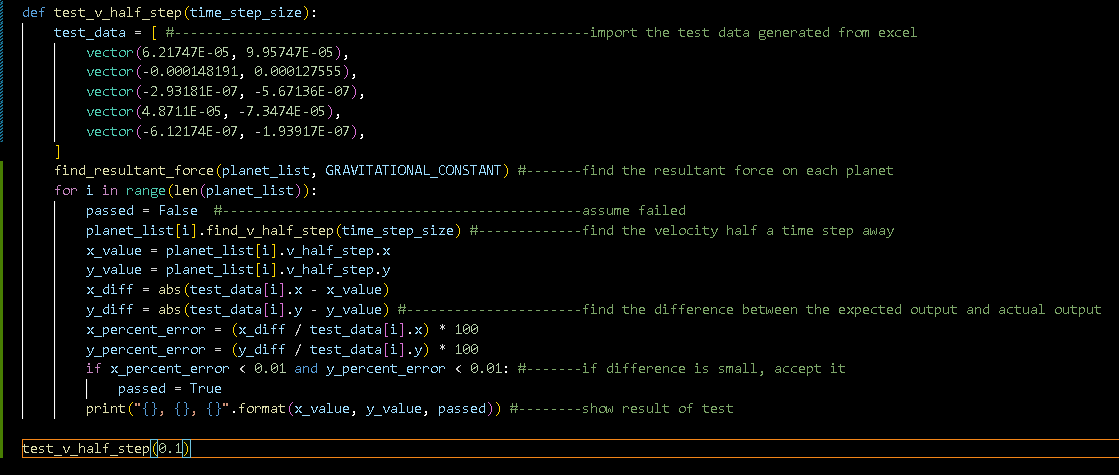 def test_v_half_step(time_step_size):
    test_data = [ #----------------------------------------------------import the test data generated from excel
        vector(6.21747E-05, 9.95747E-05),
        vector(-0.000148191, 0.000127555),
        vector(-2.93181E-07, -5.67136E-07),
        vector(4.8711E-05, -7.3474E-05),
        vector(-6.12174E-07, -1.93917E-07),
    ]
    find_resultant_force(planet_list, GRAVITATIONAL_CONSTANT) #-------find the resultant force on each planet
    for i in range(len(planet_list)):
        passed = False  #---------------------------------------------assume failed
        planet_list[i].find_v_half_step(time_step_size) #-------------find the velocity half a time step away
        x_value = planet_list[i].v_half_step.x
        y_value = planet_list[i].v_half_step.y
        x_diff = abs(test_data[i].x - x_value)
        y_diff = abs(test_data[i].y - y_value) #----------------------find the difference between the expected output and actual output
        x_percent_error = (x_diff / test_data[i].x) * 100
        y_percent_error = (y_diff / test_data[i].y) * 100
        if x_percent_error < 0.01 and y_percent_error < 0.01: #-------if difference is small, accept it
            passed = True
        print("{}, {}, {}".format(x_value, y_value, passed)) #--------show result of test
test_v_half_step(0.1)